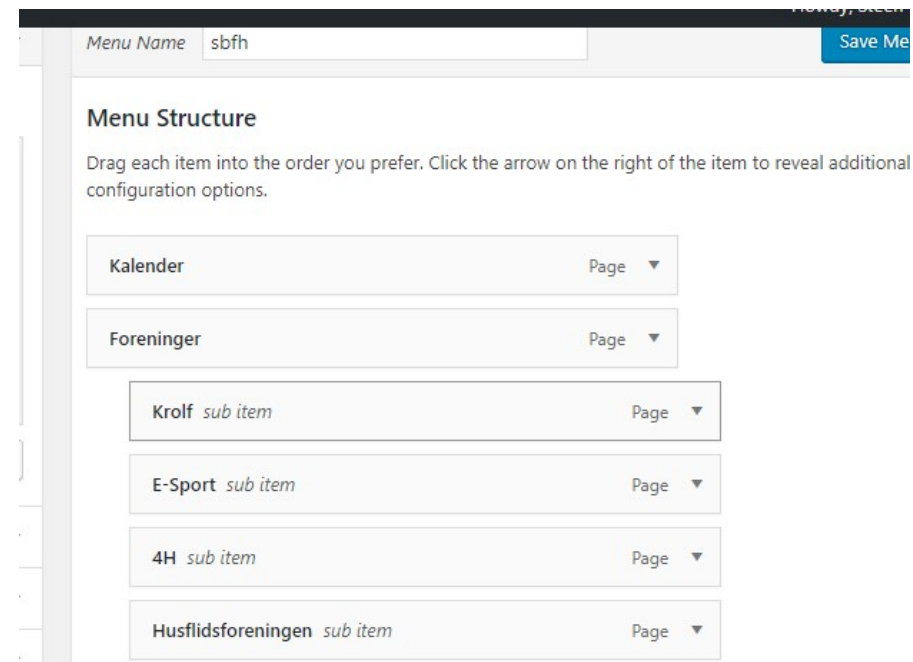 Howdy, Steen
Menu Name sbfh
Save Me
Menu Structure
Drag each item into the order you prefer. Click the arrow on the right of the item to reveal additional
configuration options.
Kalender Page
Foreninger Page
Krolf sub item Page
E-Sport sub item Page
4H sub item Page
Husflidsforeningen sub item Page